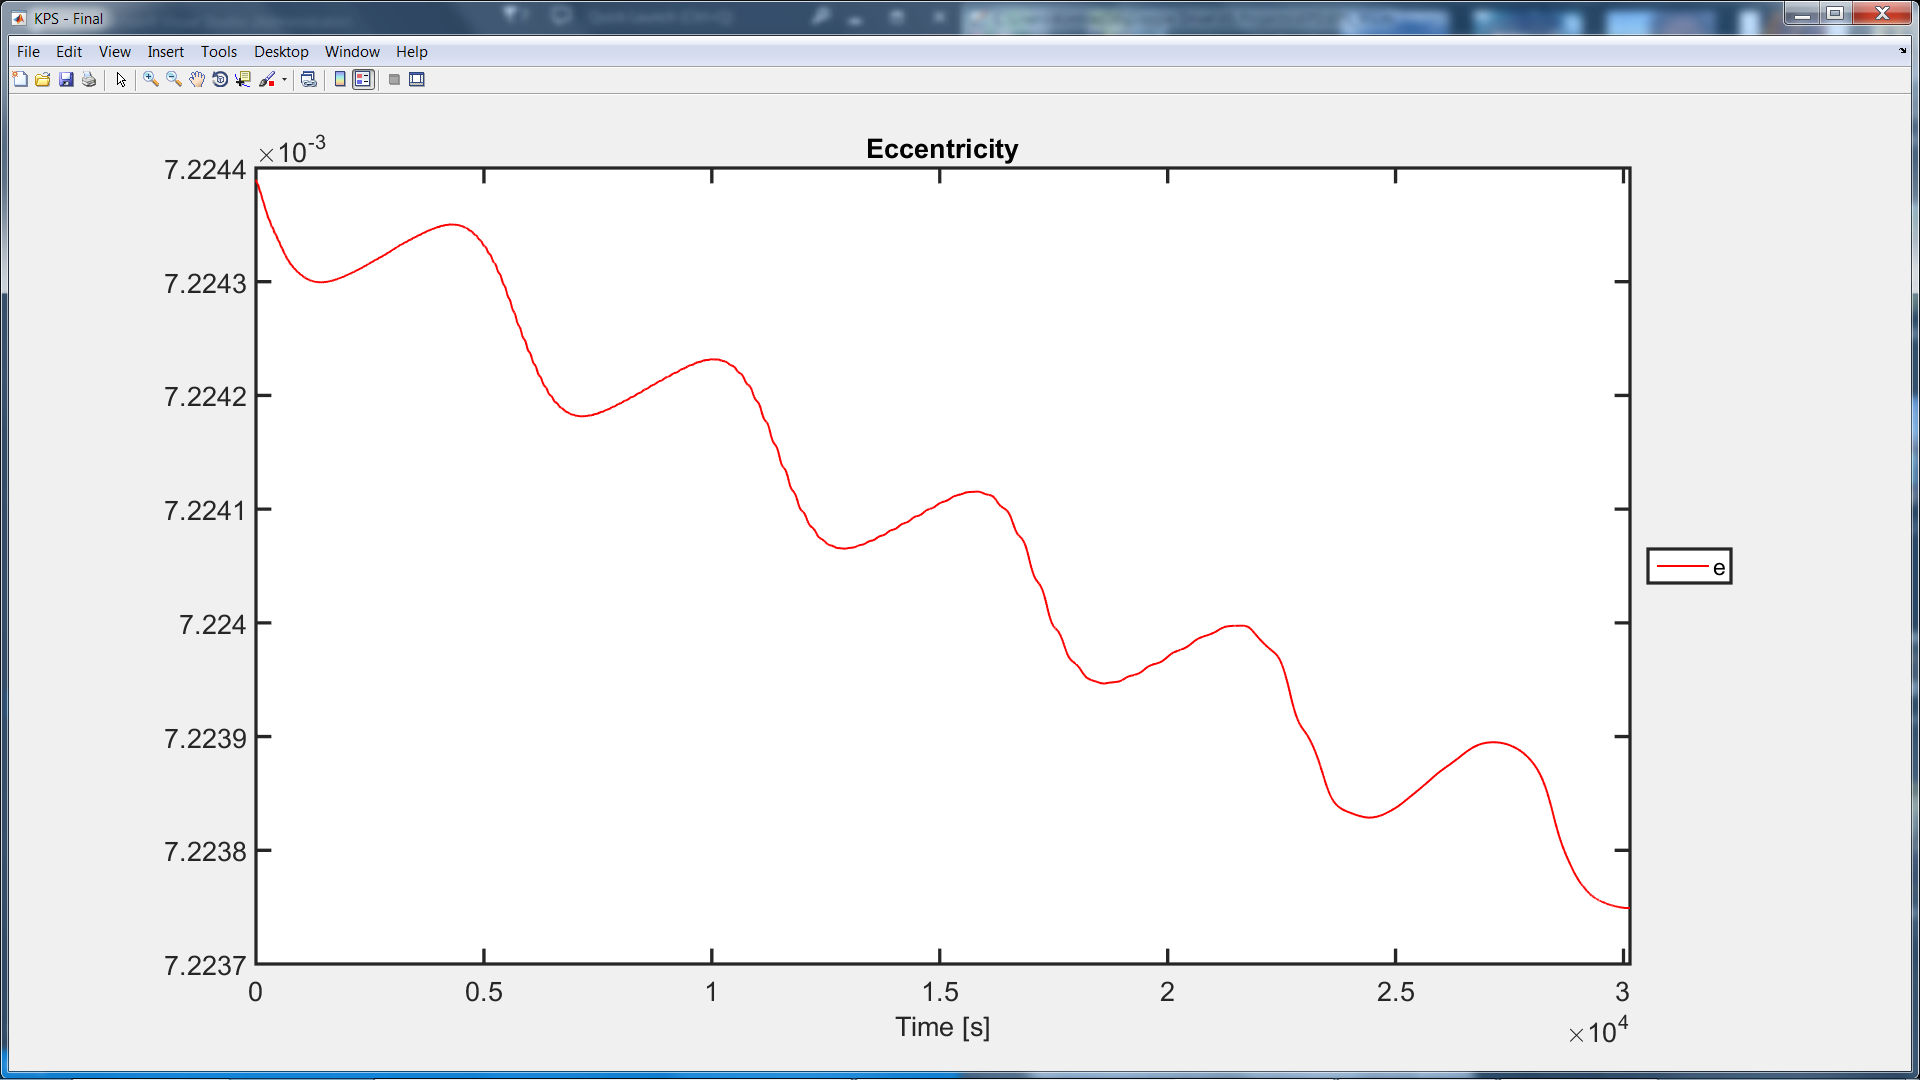 KPS - Final
File Edit View Insert Tools Desktop Window Help
Eccentricity
×10-3
7.2244
7.2243
7.2242
7.2241
7.224
7.2239
7.2238
7.2237
0 0.5 1 1.5 2 2.5 3
×104
Time [s]
e